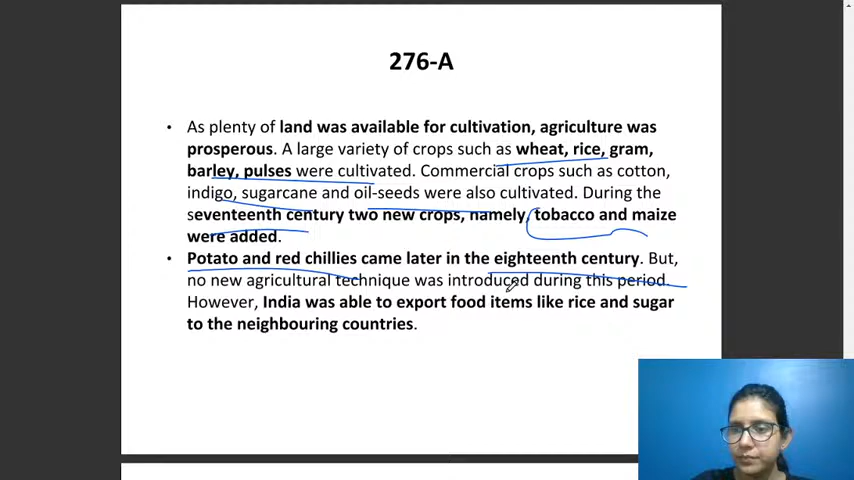 276-A
• As plenty of land was available for cultivation, agriculture was
prosperous. A large variety of crops such as wheat, rice, gram,
barley, pulses were cultivated. Commercial crops such as cotton,
indigo, sugarcane and oil-seeds were also cultivated. During the
seventeenth century two new crops, namely, tobacco and maize
were added.
• Potato and red chillies came later in the eighteenth century. But,
no new agricultural technique was introduced during this period.
However, India was able to export food items like rice and sugar
to the neighbouring countries.